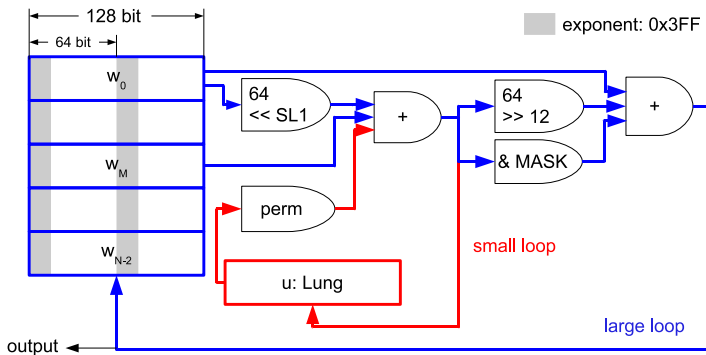 128 bit
exponent: 0x3FF
64 bit
w0
64
<< SL1
+
64
>> 12
+
wM
& MASK
perm
wN-2
small loop
u: Lung
large loop
output